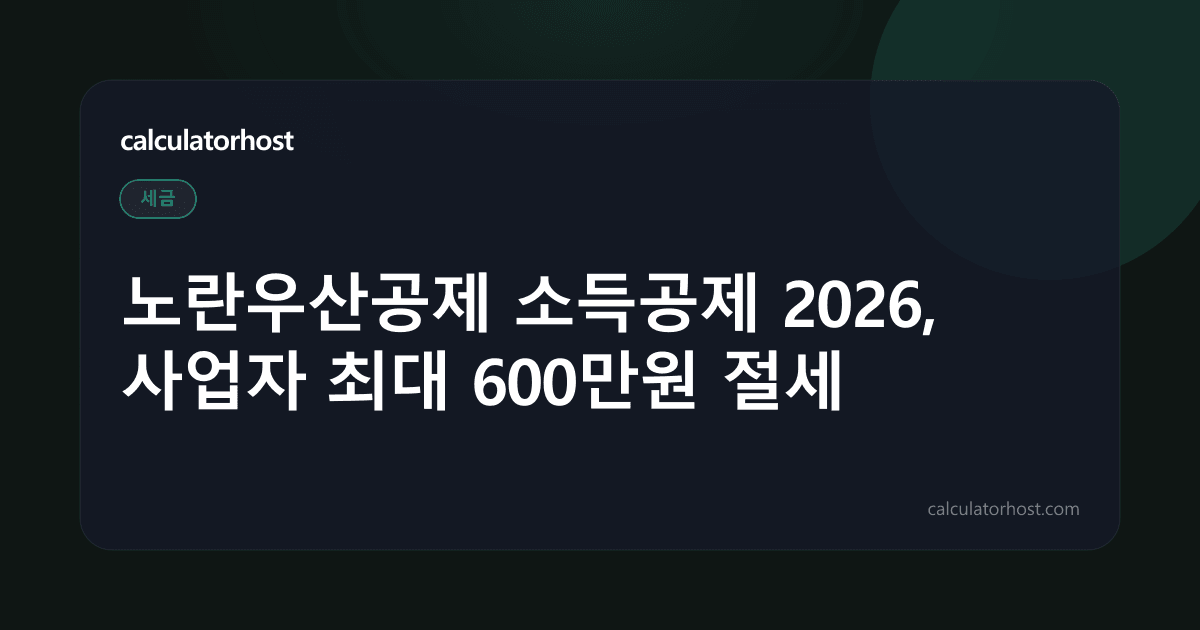 calculatorhost
세금
노란우산공제 소득공제 2026,
사업자 최대 600만원 절세
calculatorhost.com